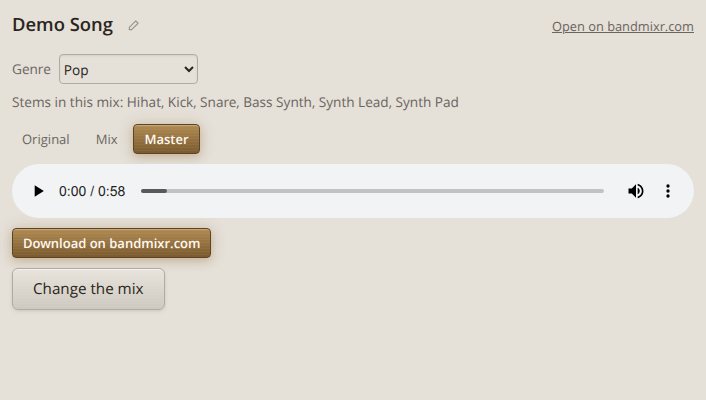 Demo Song
Open on bandmixr.com
Genre Pop
Stems in this mix: Hihat, Kick, Snare, Bass Synth, Synth Lead, Synth Pad
Original Mix Master
0:00 / 0:58
Download on bandmixr.com
Change the mix